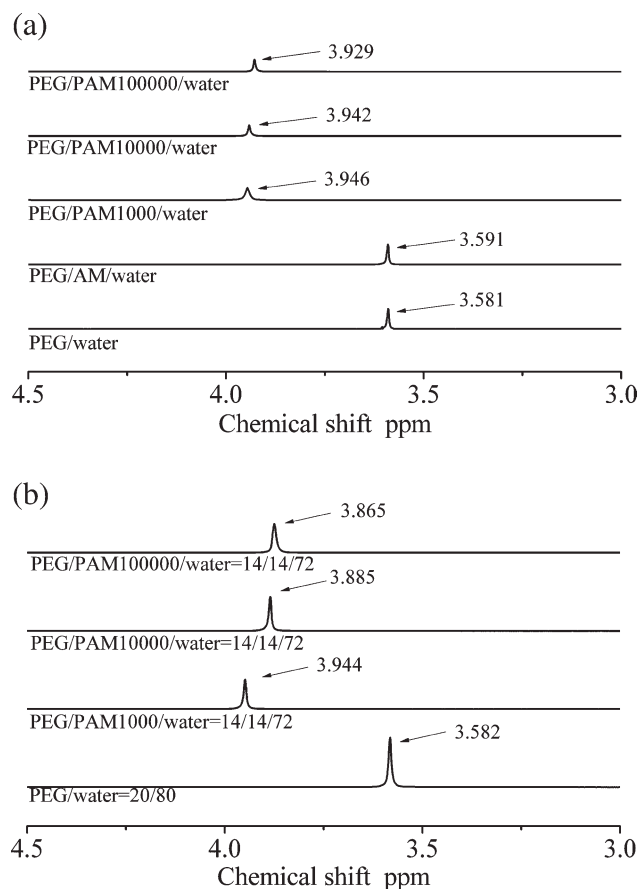 (a)
3.929
PEG/PAM100000/water
3.942
PEG/PAM10000/water
3.946
PEG/PAM1000/water
3.591
PEG/AM/water
3.581
PEG/water
4.5 4.0 3.5 3.0
Chemical shift ppm
(b)
3.865
PEG/PAM100000/water=14/14/72
3.885
PEG/PAM10000/water=14/14/72
3.944
PEG/PAM1000/water=14/14/72
3.582
PEG/water=20/80
4.5 4.0 3.5 3.0
Chemical shift ppm